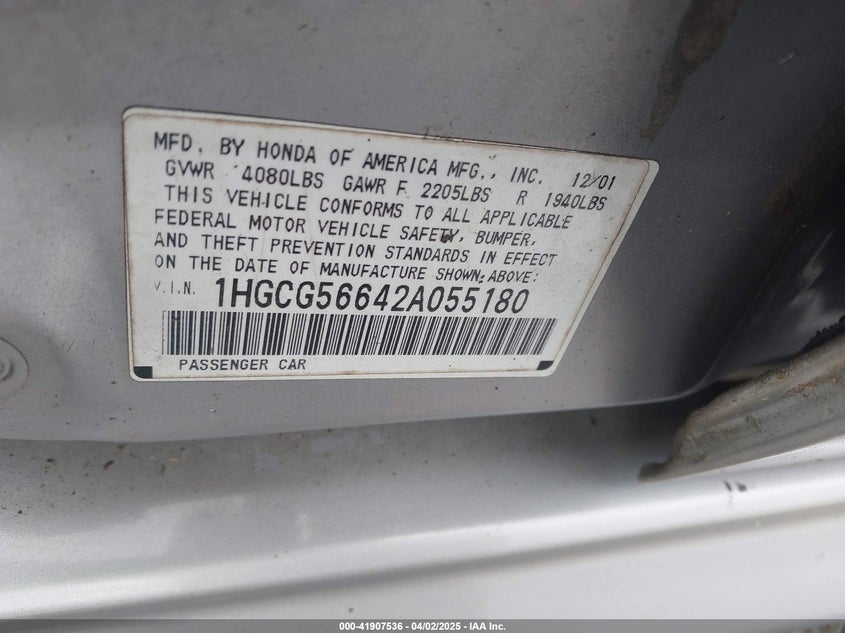 MFD. BY HONDA OF AMERICA MFG., INC. 12/01
GVWR 4080LBS GAWR F 2205LBS R 1940LBS
THIS VEHICLE CONFORMS TO ALL APPLICABLE
FEDERAL MOTOR VEHICLE SAFETY, BUMPER,
AND THEFT PREVENTION STANDARDS IN EFFECT
ON THE DATE OF MANUFACTURE SHOWN ABOVE:
V.I.N. 1HGCG56642A055180
PASSENGER CAR
000-41907536 - 04/02/2025 - IAA Inc.